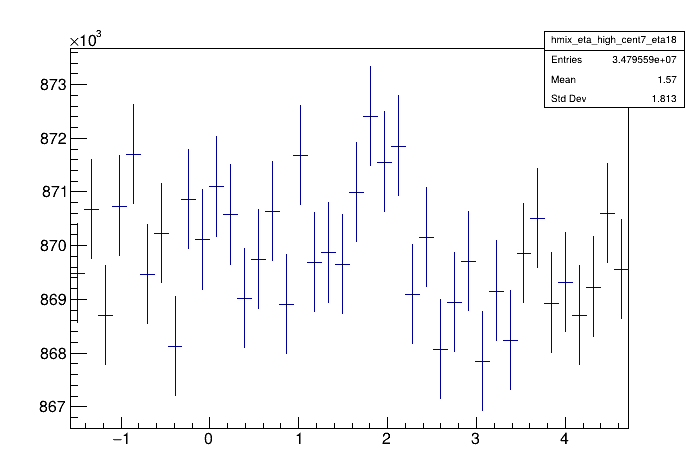 ×10³
hmix_eta_high_cent7_eta18
Entries 3.479559e+07
Mean 1.57
Std Dev 1.813
873
872
871
870
869
868
867
−1 0 1 2 3 4